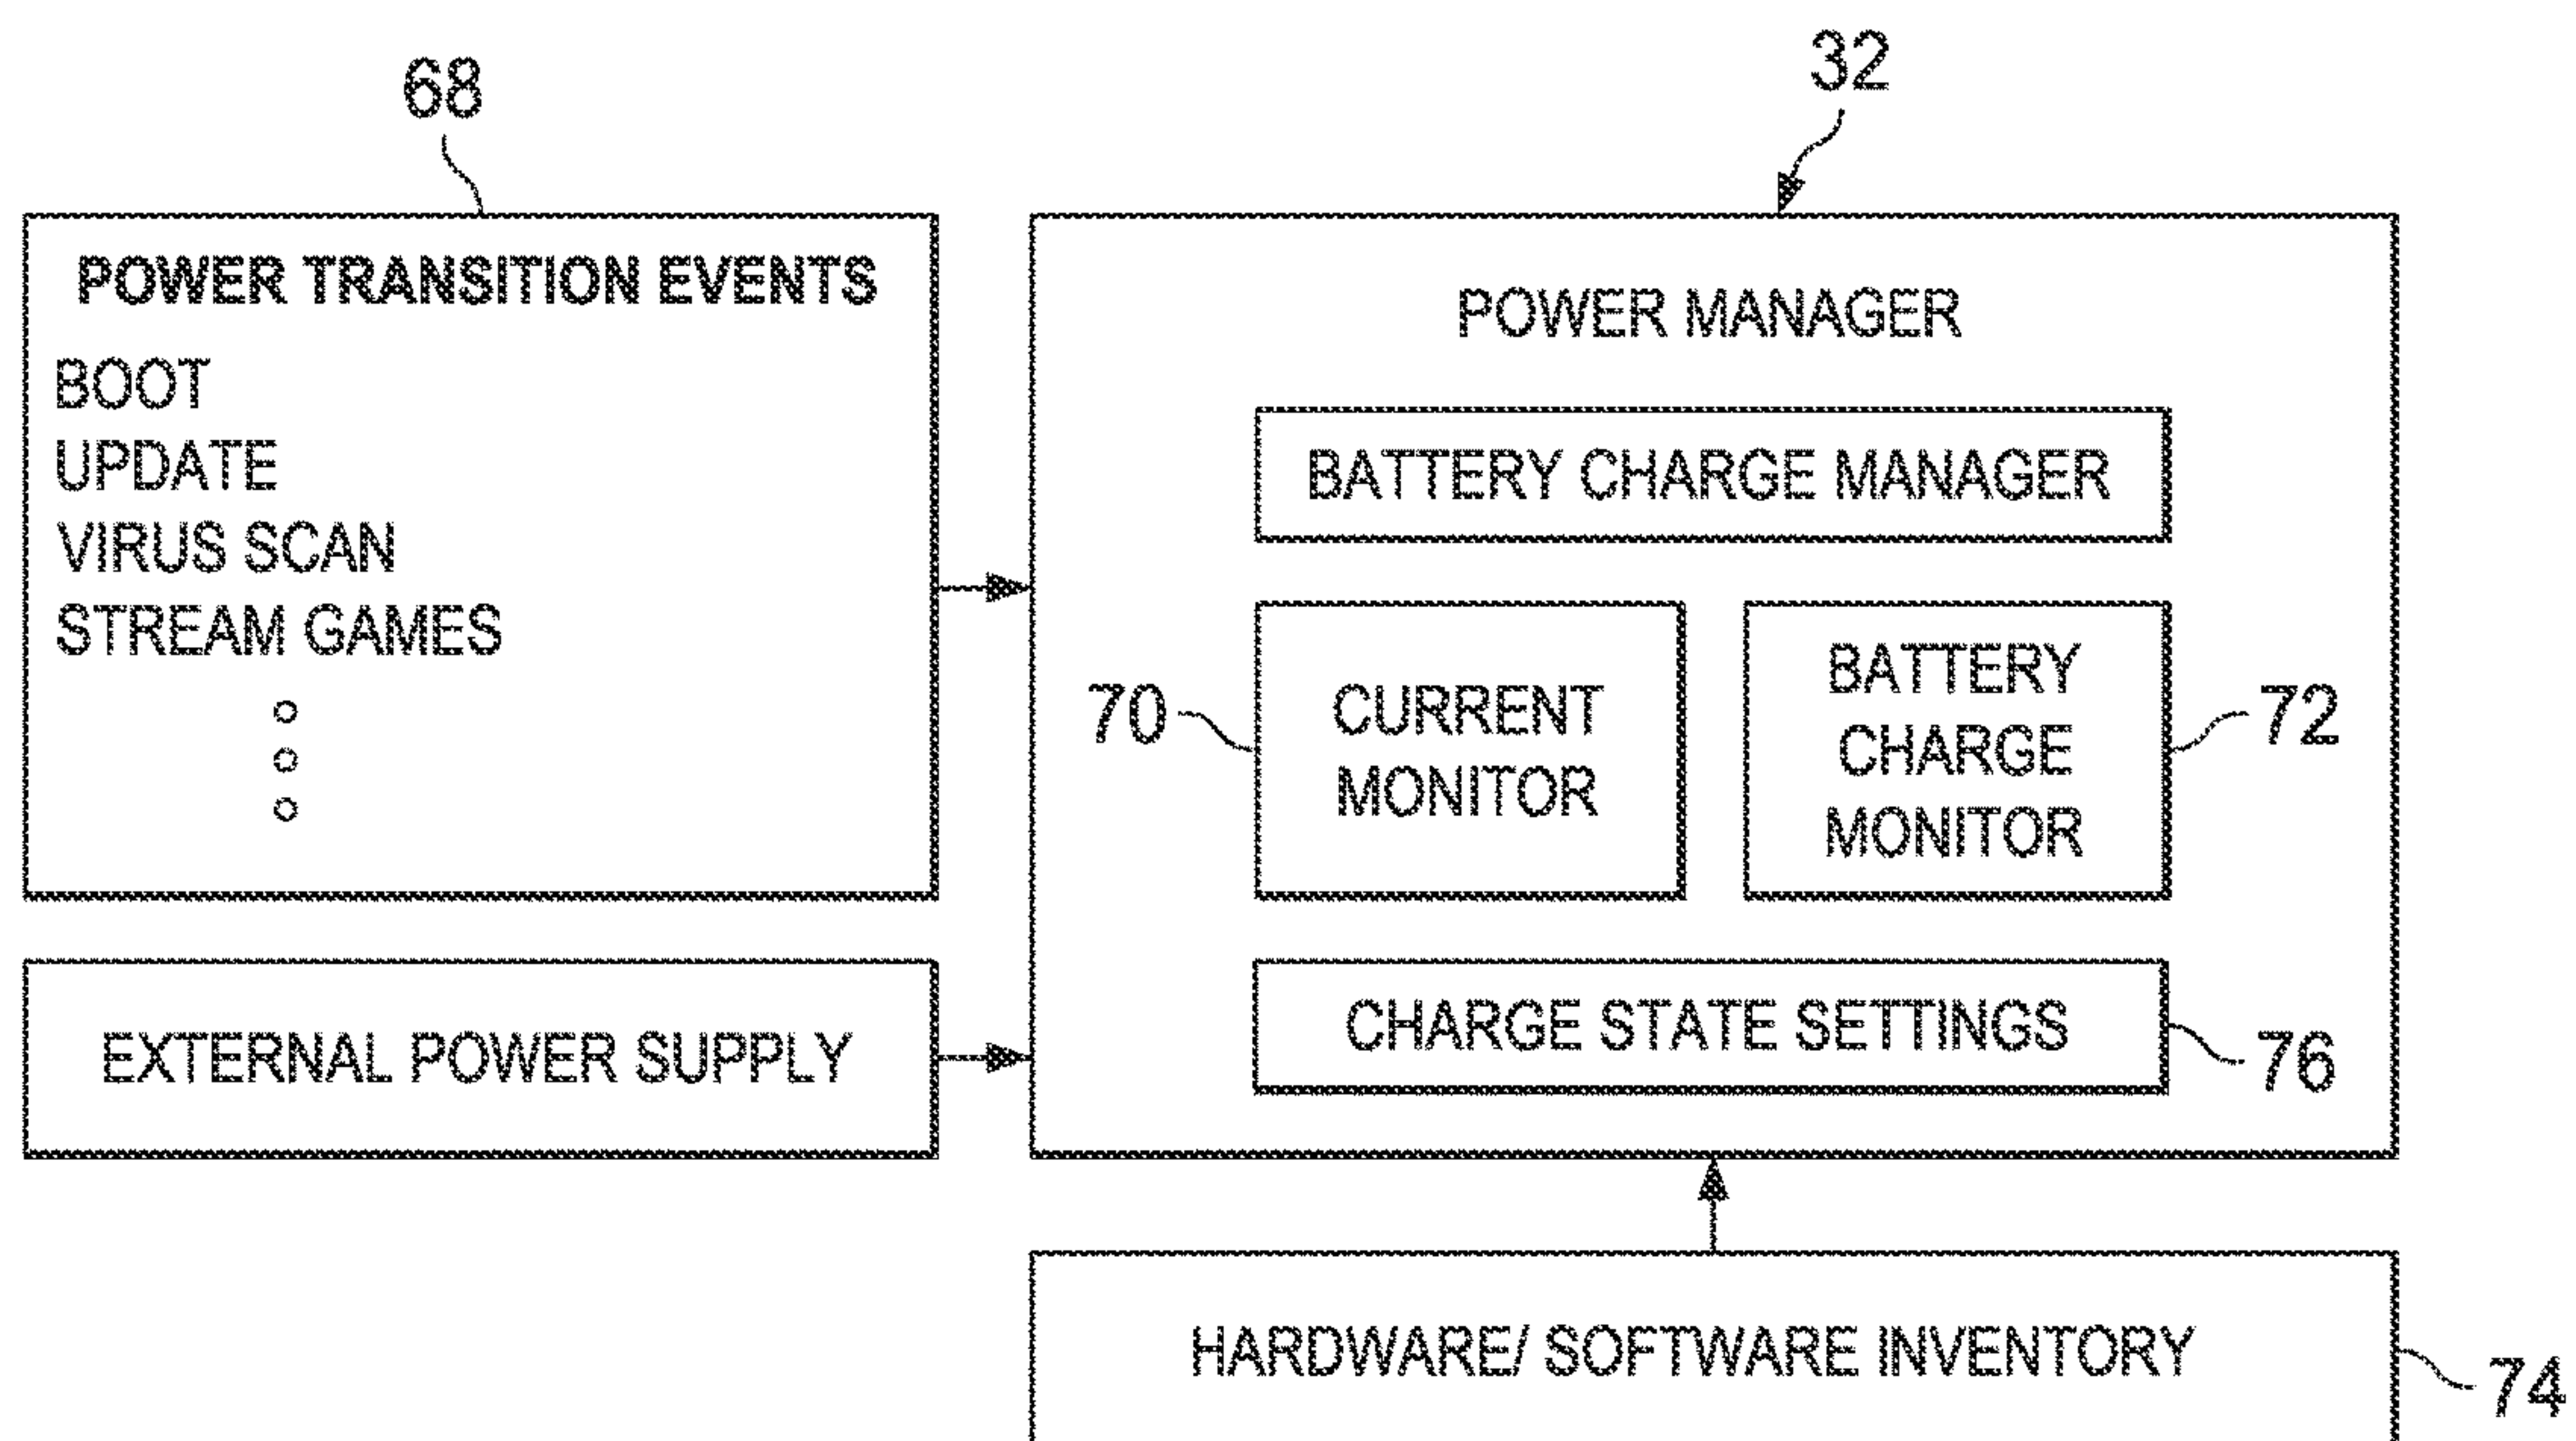 68
32
POWER TRANSITION EVENTS
BOOT
UPDATE
VIRUS SCAN
STREAM GAMES
POWER MANAGER
BATTERY CHARGE MANAGER
70
CURRENT
MONITOR
BATTERY
CHARGE
MONITOR
72
EXTERNAL POWER SUPPLY
CHARGE STATE SETTINGS
76
HARDWARE/ SOFTWARE INVENTORY
74